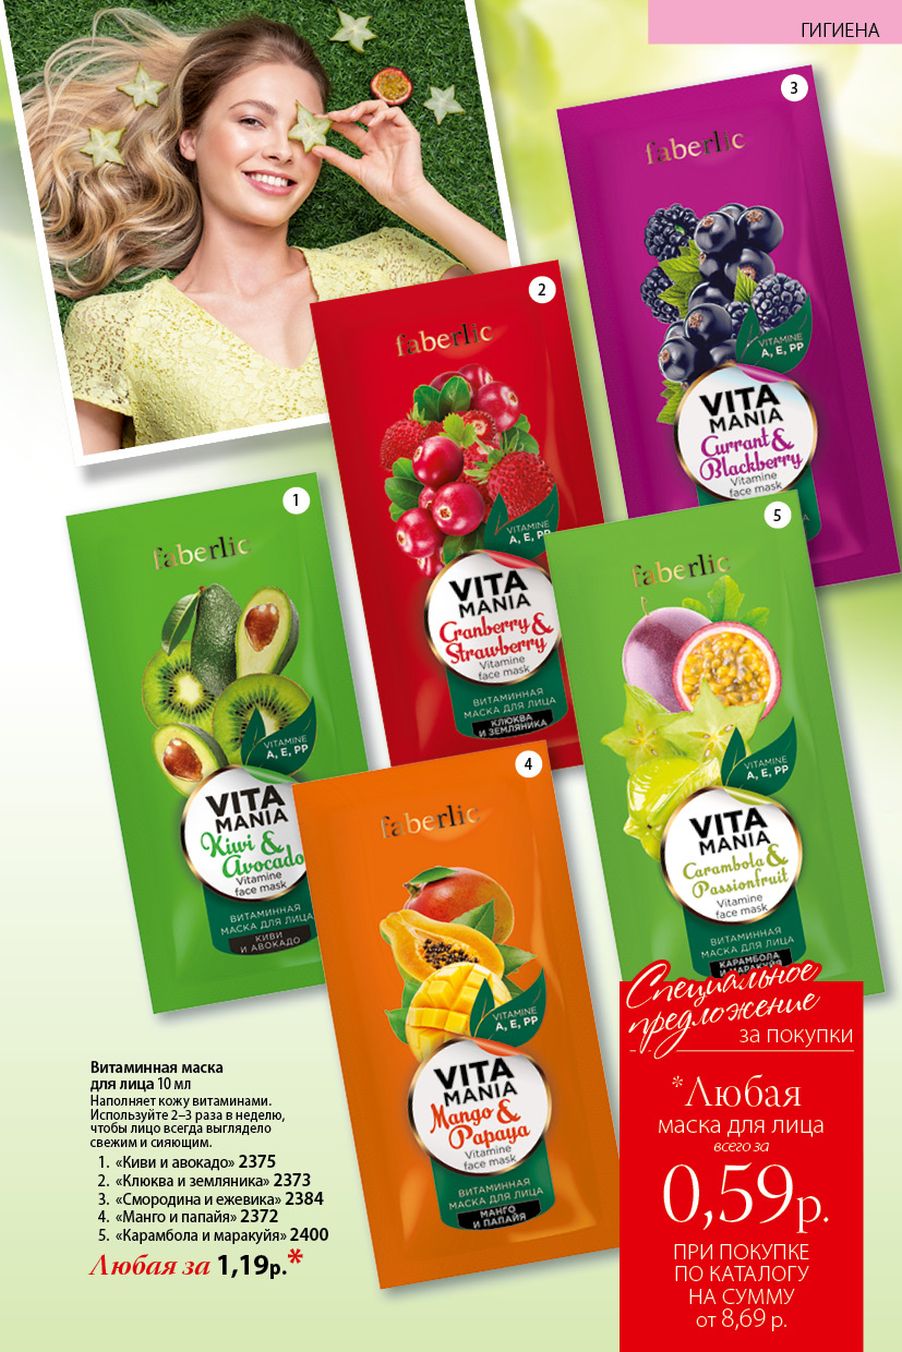 ГИГИЕНА
3
faberlic
VITAMINE
A, E, PP
VITA
MANIA
Currant &
Blackberry
Vitamine
face mask
2
faberlic
VITAMINE
A, E, PP
VITA
MANIA
Cranberry &
Strawberry
Vitamine
face mask
ВИТАМИННАЯ
МАСКА ДЛЯ ЛИЦА
КЛЮКВА
И ЗЕМЛЯНИКА
1
faberlic
VITAMINE
A, E, PP
VITA
MANIA
Kiwi &
Avocado
Vitamine
face mask
ВИТАМИННАЯ
МАСКА ДЛЯ ЛИЦА
КИВИ
И АВОКАДО
5
faberlic
VITAMINE
A, E, PP
VITA
MANIA
Carambola &
Passionfruit
Vitamine
face mask
ВИТАМИННАЯ
МАСКА ДЛЯ ЛИЦА
КАРАМБОЛА
И МАРАКУЙЯ
4
faberlic
VITAMINE
A, E, PP
VITA
MANIA
Mango &
Papaya
Vitamine
face mask
ВИТАМИННАЯ
МАСКА ДЛЯ ЛИЦА
МАНГО
И ПАПАЙЯ
Витаминная маска
для лица 10 мл
Наполняет кожу витаминами.
Используйте 2–3 раза в неделю,
чтобы лицо всегда выглядело
свежим и сияющим.
1. «Киви и авокадо» 2375
2. «Клюква и земляника» 2373
3. «Смородина и ежевика» 2384
4. «Манго и папайя» 2372
5. «Карамбола и маракуйя» 2400
Любая за 1,19р.*
Специальное
предложение
за покупки
*Любая
маска для лица
всего за
0,59р.
ПРИ ПОКУПКЕ
ПО КАТАЛОГУ
НА СУММУ
от 8,69 р.